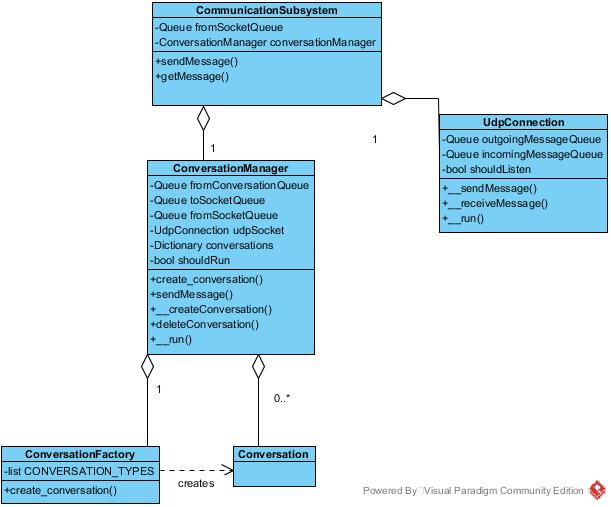 CommunicationSubsystem
-Queue fromSocketQueue
-ConversationManager conversationManager
+sendMessage()
+getMessage()
1
1
UdpConnection
-Queue outgoingMessageQueue
-Queue incomingMessageQueue
-bool shouldListen
+__sendMessage()
+__receiveMessage()
+__run()
ConversationManager
-Queue fromConversationQueue
-Queue toSocketQueue
-Queue fromSocketQueue
-UdpConnection udpSocket
-Dictionary conversations
-bool shouldRun
+create_conversation()
+sendMessage()
+__createConversation()
+deleteConversation()
+__run()
1
0..*
ConversationFactory
-list CONVERSATION_TYPES
+create_conversation()
creates
Conversation
Powered By Visual Paradigm Community Edition